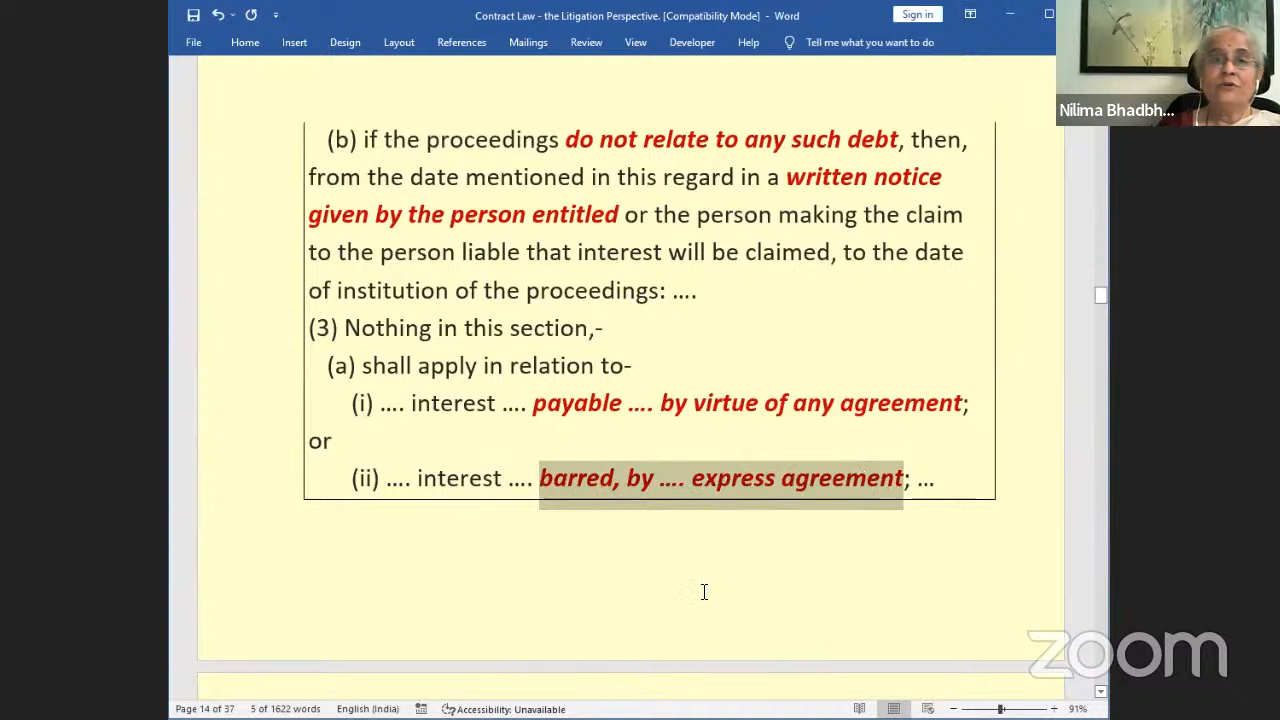 Contract Law - the Litigation Perspective. [Compatibility Mode] - Word
Sign in
File Home Insert Design Layout References Mailings Review View Developer Help Tell me what you want to do
Nilima Bhadbh...
(b) if the proceedings do not relate to any such debt, then,
from the date mentioned in this regard in a written notice
given by the person entitled or the person making the claim
to the person liable that interest will be claimed, to the date
of institution of the proceedings: ....
(3) Nothing in this section,-
(a) shall apply in relation to-
(i) .... interest .... payable .... by virtue of any agreement;
or
(ii) .... interest .... barred, by .... express agreement; ...
zoom
Page 14 of 37 5 of 1622 words English (India) Accessibility: Unavailable 91%